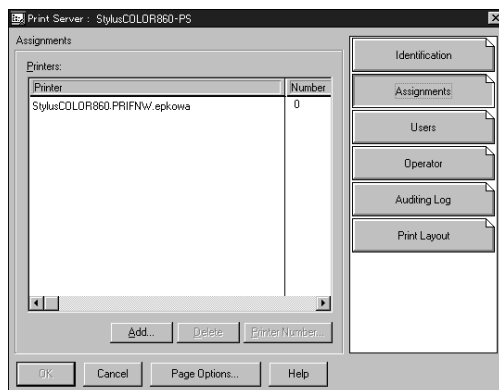 Print Server : StylusCOLOR860-PS
Assignments
Printers:
Printer Number
StylusCOLOR860.PRIFNW.epkowa 0
Add... Delete Printer Number...
OK Cancel Page Options... Help
Identification
Assignments
Users
Operator
Auditing Log
Print Layout